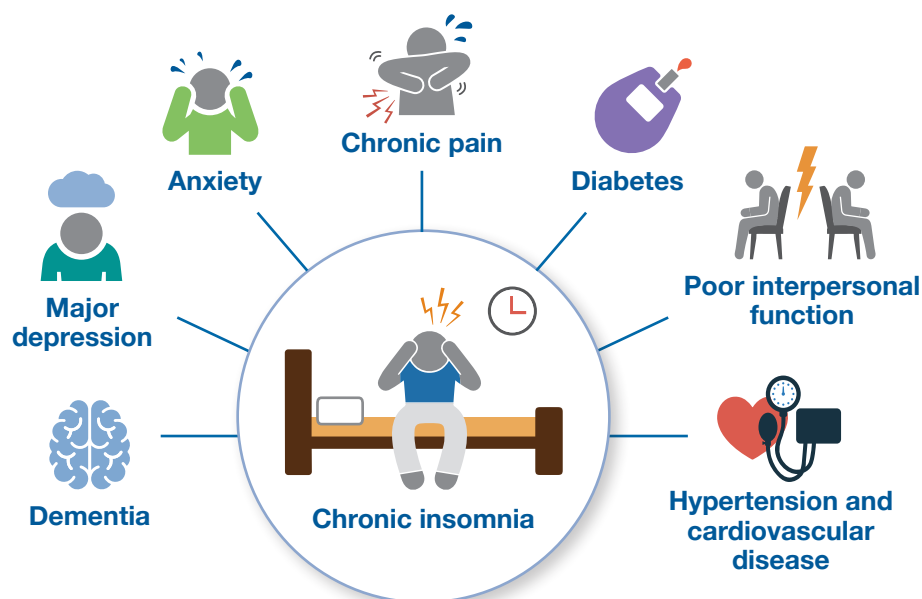 Chronic pain
Anxiety
Diabetes
Major
depression
Poor interpersonal
function
Dementia
Chronic insomnia
Hypertension and
cardiovascular
disease